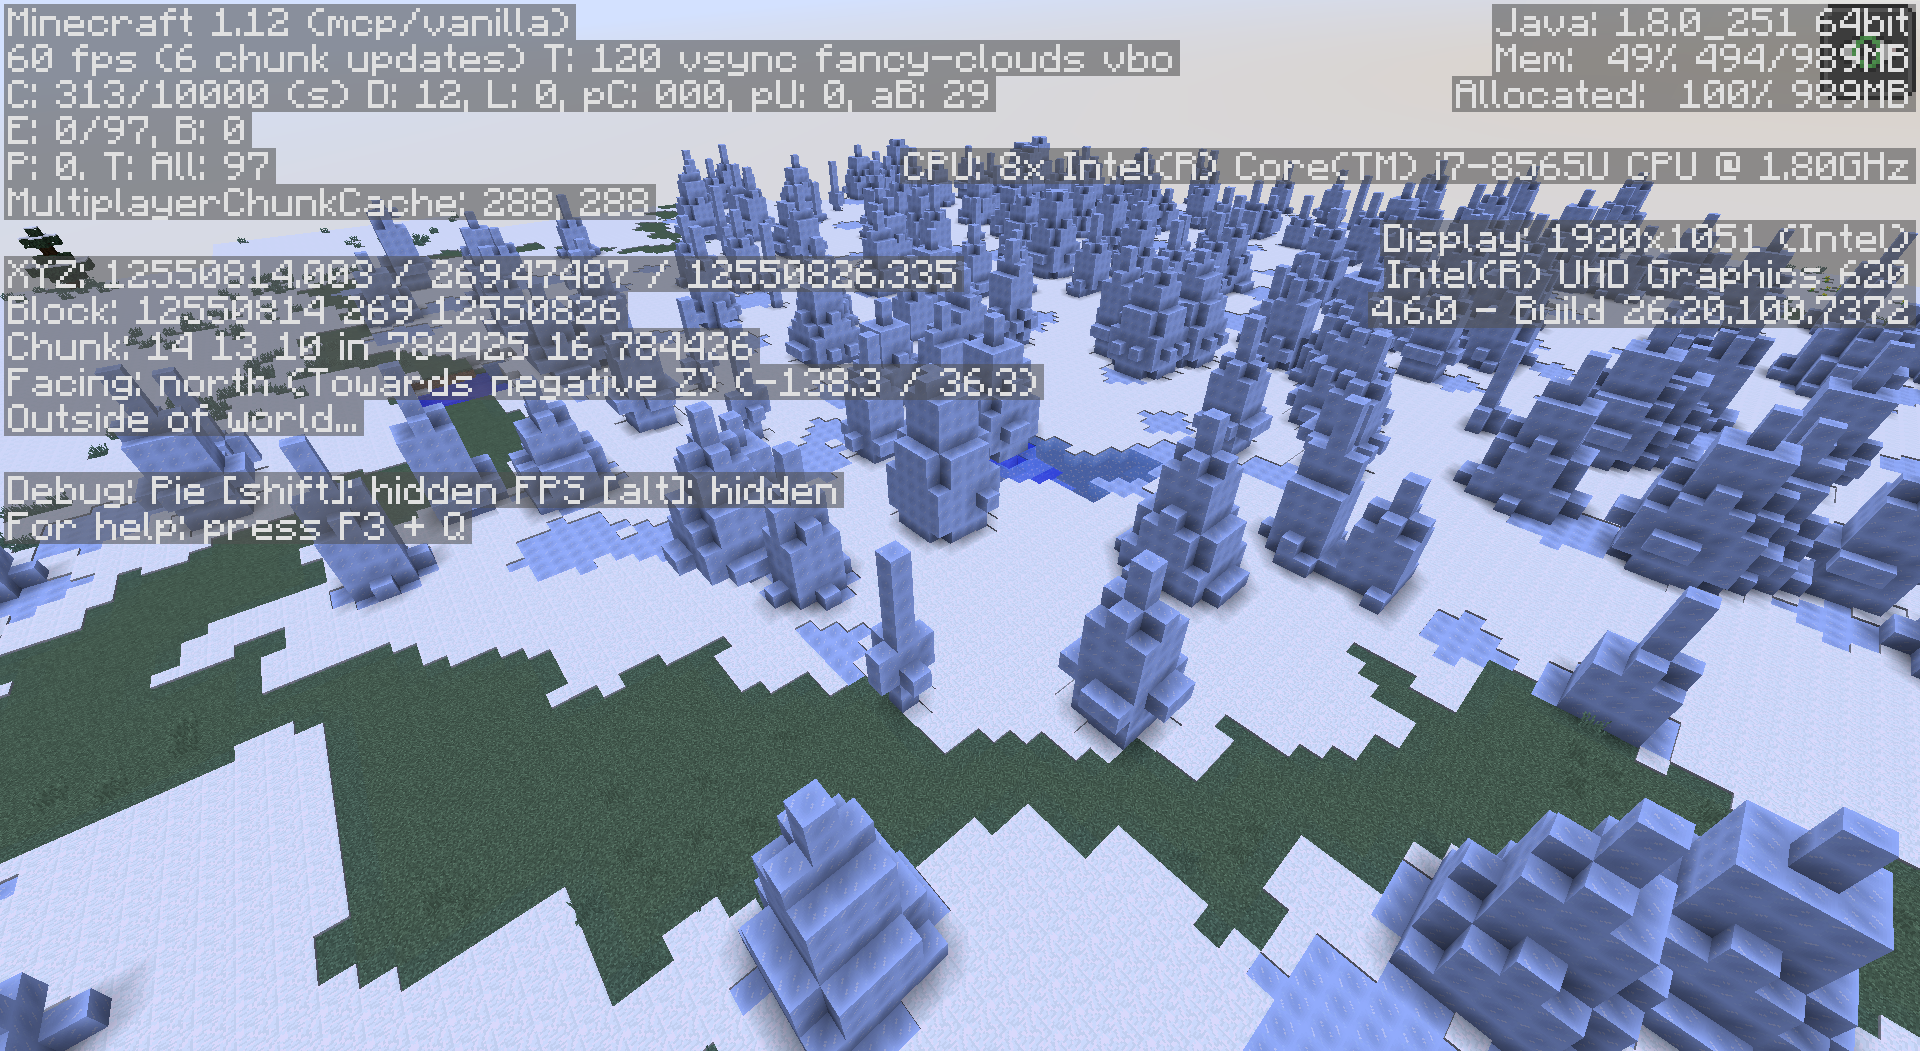 Minecraft 1.12 (mcp/vanilla)
60 fps (6 chunk updates) T: 120 vsync fancy-clouds vbo
C: 313/10000 (s) D: 12, L: 0, pC: 000, pU: 0, aB: 29
E: 0/97, B: 0
P: 0. T: All: 97
MultiplayerChunkCache: 288, 288
XYZ: 12550814.003 / 269.41487 / 12550826.335
Block: 12550814 269 12550826
Chunk: 14 13 10 in 784425 16 784426
Facing: north (Towards negative Z) (-138.3 / 36.3)
Outside of world...
Debug: Pie [shift]: hidden FPS [alt]: hidden
For help: press F3 + Q
Java: 1.8.0_251 64bit
Mem: 49% 494/989MB
Allocated: 100% 989MB
CPU: 8x Intel(R) Core(TM) i7-8565U CPU @ 1.80GHz
Display: 1920x1051 (Intel)
Intel(R) UHD Graphics 620
4.6.0 - Build 26.20.100.7372